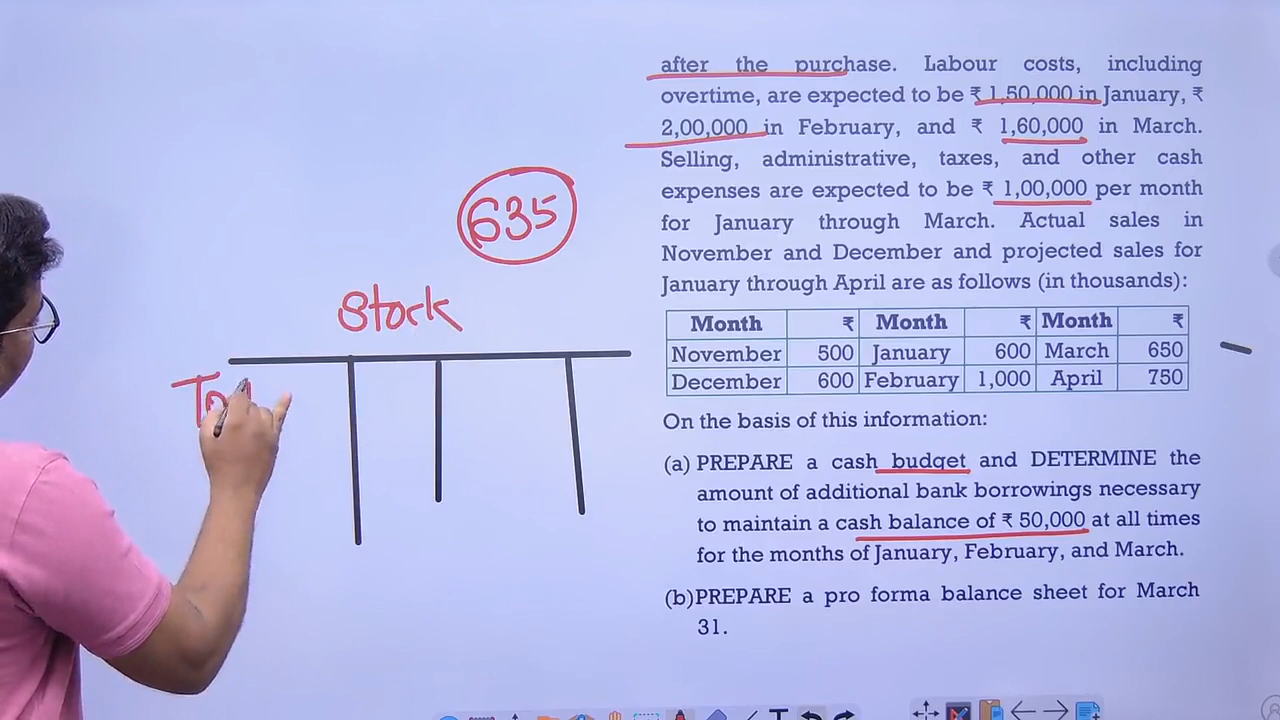 635
Stock
To
after the purchase. Labour costs, including
overtime, are expected to be ₹ 1,50,000 in January, ₹
2,00,000 in February, and ₹ 1,60,000 in March.
Selling, administrative, taxes, and other cash
expenses are expected to be ₹ 1,00,000 per month
for January through March. Actual sales in
November and December and projected sales for
January through April are as follows (in thousands):
Month ₹ Month ₹ Month ₹
November 500 January 600 March 650
December 600 February 1,000 April 750
On the basis of this information:
(a) PREPARE a cash budget and DETERMINE the
amount of additional bank borrowings necessary
to maintain a cash balance of ₹ 50,000 at all times
for the months of January, February, and March.
(b)PREPARE a pro forma balance sheet for March
31.